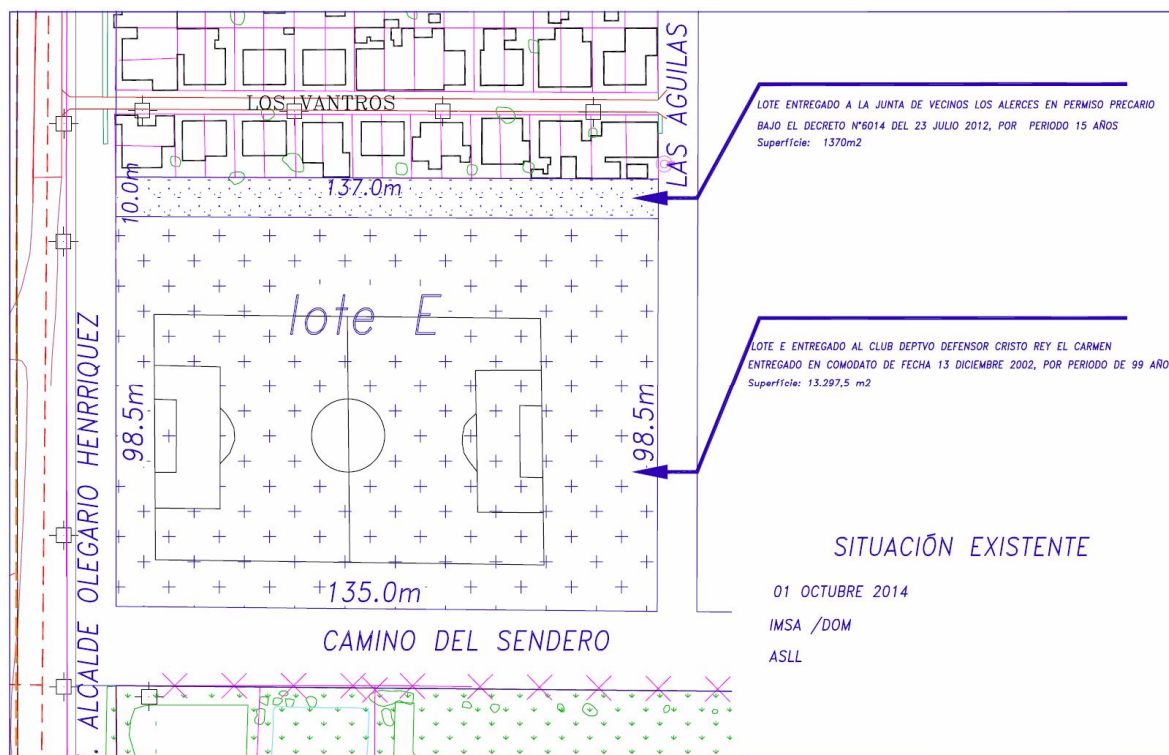 LOS VANTROS
LAS AGUILAS
137.0m
10.0m
LOTE ENTREGADO A LA JUNTA DE VECINOS LOS ALERCES EN PERMISO PRECARIO
BAJO EL DECRETO N°6014 DEL 23 JULIO 2012, POR PERIODO 15 AÑOS
Superficie: 1370m2
lote E
98.5m
98.5m
135.0m
LOTE E ENTREGADO AL CLUB DEPTVO DEFENSOR CRISTO REY EL CARMEN
ENTREGADO EN COMODATO DE FECHA 13 DICIEMBRE 2002, POR PERIODO DE 99 AÑO
Superficie: 13.297,5 m2
. ALCALDE OLEGARIO HENRRIQUEZ
CAMINO DEL SENDERO
SITUACIÓN EXISTENTE
01 OCTUBRE 2014
IMSA /DOM
ASLL